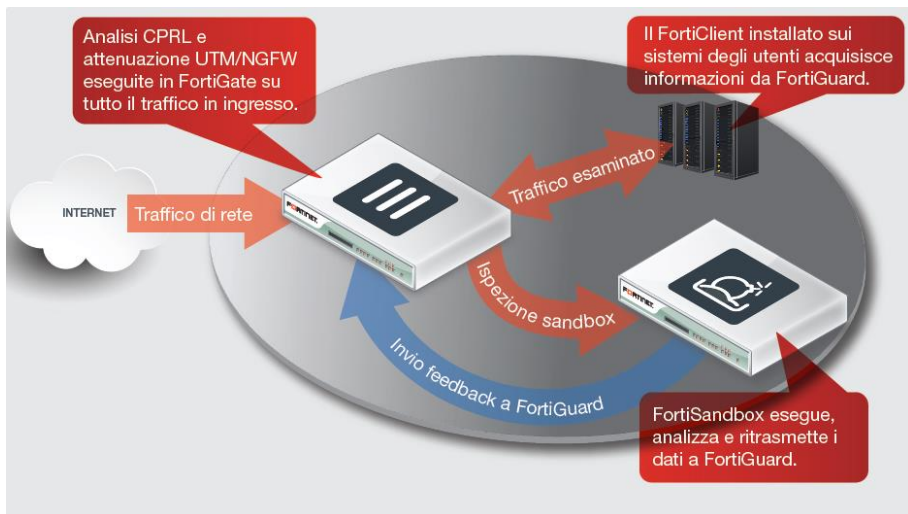 Analisi CPRL e
attenuazione UTM/NGFW
eseguite in FortiGate su
tutto il traffico in ingresso.
Il FortiClient installato sui
sistemi degli utenti acquisisce
informazioni da FortiGuard.
INTERNET
Traffico di rete
Traffico esaminato
FORTINET
Ispezione sandbox
FORTINET
Invio feedback a FortiGuard
FortiSandbox esegue,
analizza e ritrasmette i
dati a FortiGuard.